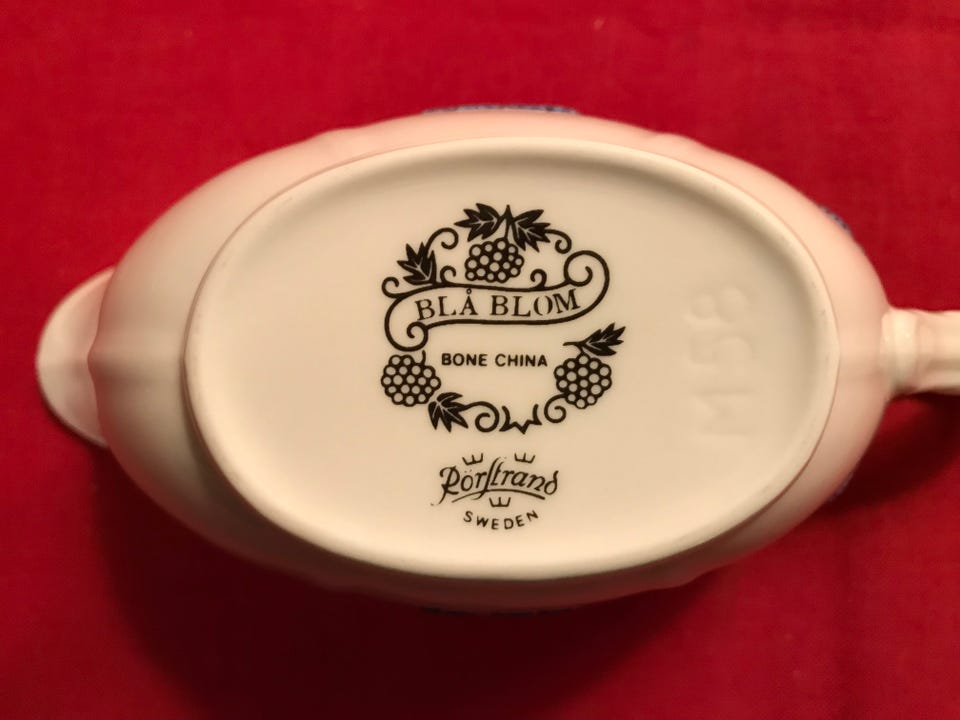 BLÅ BLOM
BONE CHINA
Rörstrand
SWEDEN
M58